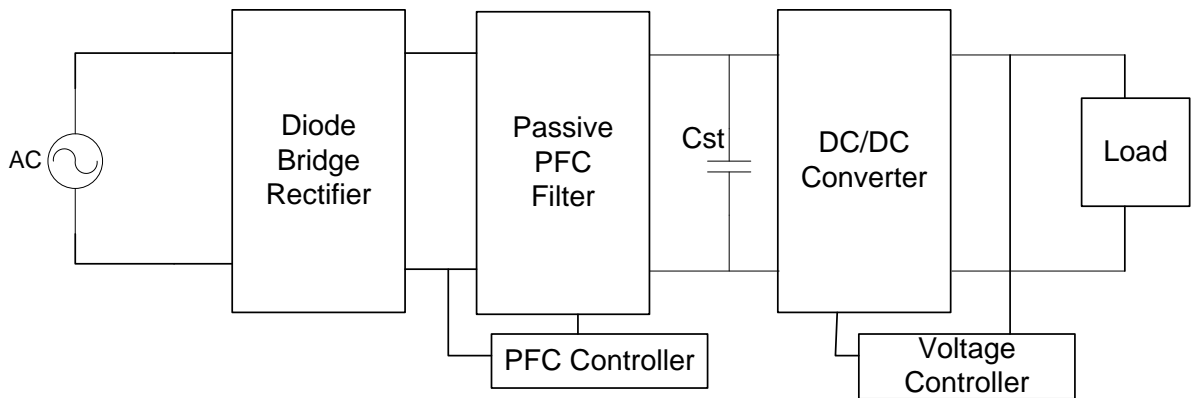 AC
Diode
Bridge
Rectifier
Passive
PFC
Filter
Cst
DC/DC
Converter
Load
PFC Controller
Voltage
Controller